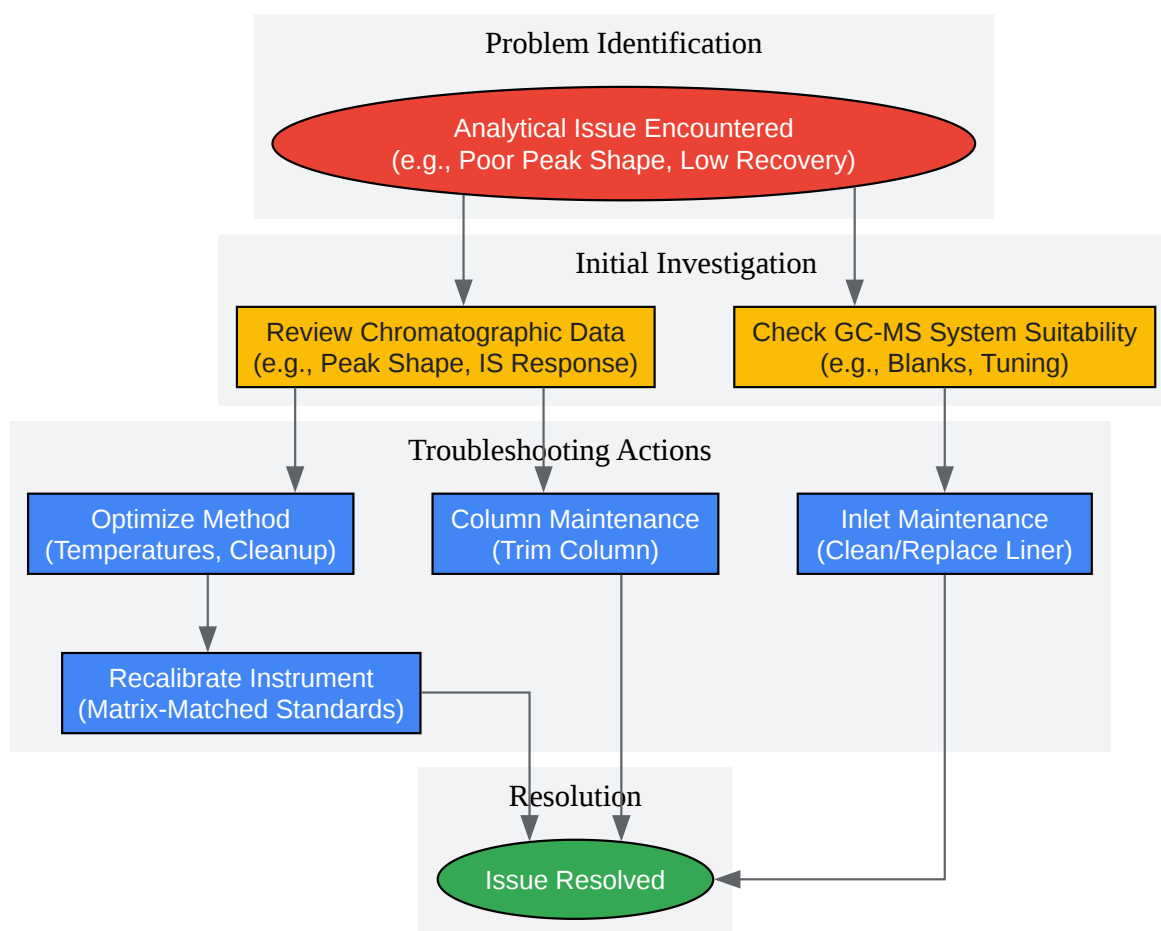 Problem Identification
Analytical Issue Encountered
(e.g., Poor Peak Shape, Low Recovery)
Initial Investigation
Review Chromatographic Data
(e.g., Peak Shape, IS Response)
Check GC-MS System Suitability
(e.g., Blanks, Tuning)
Troubleshooting Actions
Optimize Method
(Temperatures, Cleanup)
Column Maintenance
(Trim Column)
Inlet Maintenance
(Clean/Replace Liner)
Recalibrate Instrument
(Matrix-Matched Standards)
Resolution
Issue Resolved